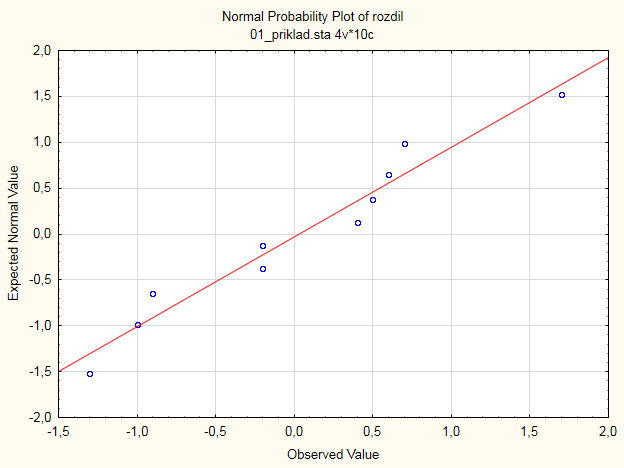 Normal Probability Plot of rozdil
01_priklad.sta 4v*10c
Expected Normal Value
2,0
1,5
1,0
0,5
0,0
-0,5
-1,0
-1,5
-2,0
-1,5 -1,0 -0,5 0,0 0,5 1,0 1,5 2,0
Observed Value